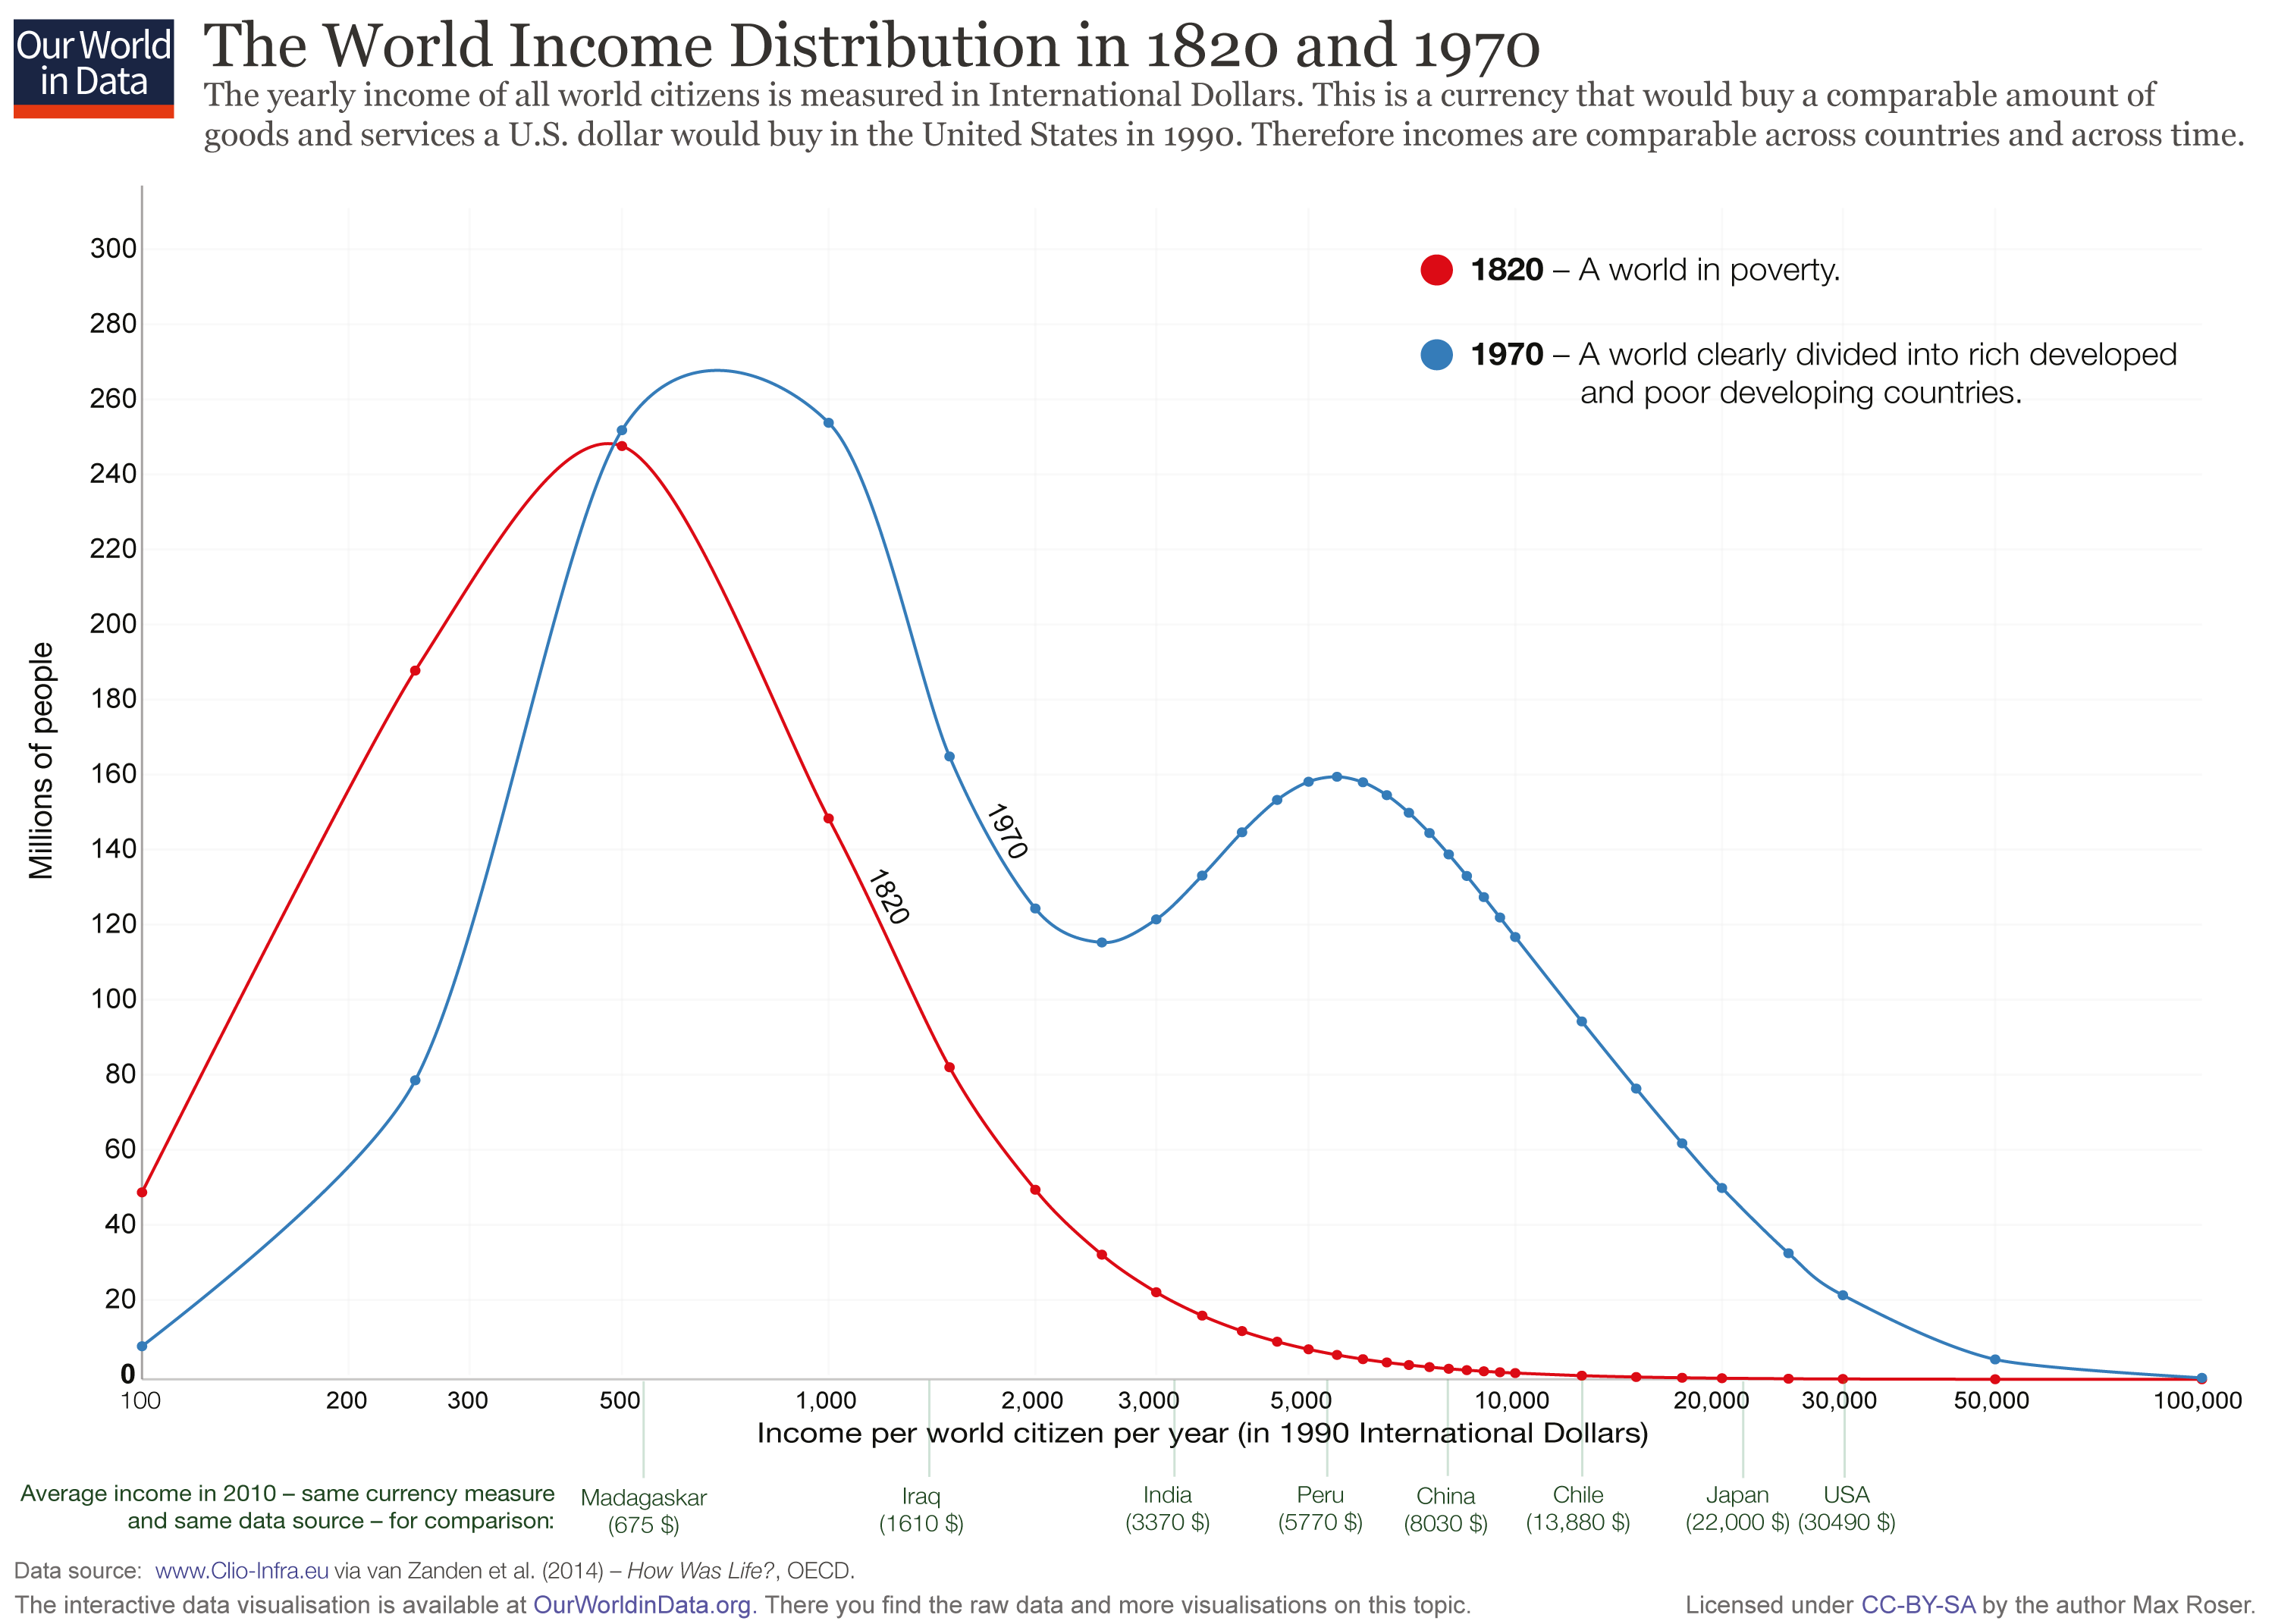 Our World
in Data
The World Income Distribution in 1820 and 1970
The yearly income of all world citizens is measured in International Dollars. This is a currency that would buy a comparable amount of
goods and services a U.S. dollar would buy in the United States in 1990. Therefore incomes are comparable across countries and across time.
1820 – A world in poverty.
1970 – A world clearly divided into rich developed
and poor developing countries.
Millions of people
300
280
260
240
220
200
180
160
140
120
100
80
60
40
20
0
1970
1820
100 200 300 500 1,000 2,000 3,000 5,000 10,000 20,000 30,000 50,000 100,000
Income per world citizen per year (in 1990 International Dollars)
Average income in 2010 – same currency measure
and same data source – for comparison:
Madagaskar
(675 $)
Iraq
(1610 $)
India
(3370 $)
Peru
(5770 $)
China
(8030 $)
Chile
(13,880 $)
Japan
(22,000 $)
USA
(30490 $)
Data source: www.Clio-Infra.eu via van Zanden et al. (2014) – How Was Life?, OECD.
The interactive data visualisation is available at OurWorldinData.org. There you find the raw data and more visualisations on this topic.
Licensed under CC-BY-SA by the author Max Roser.